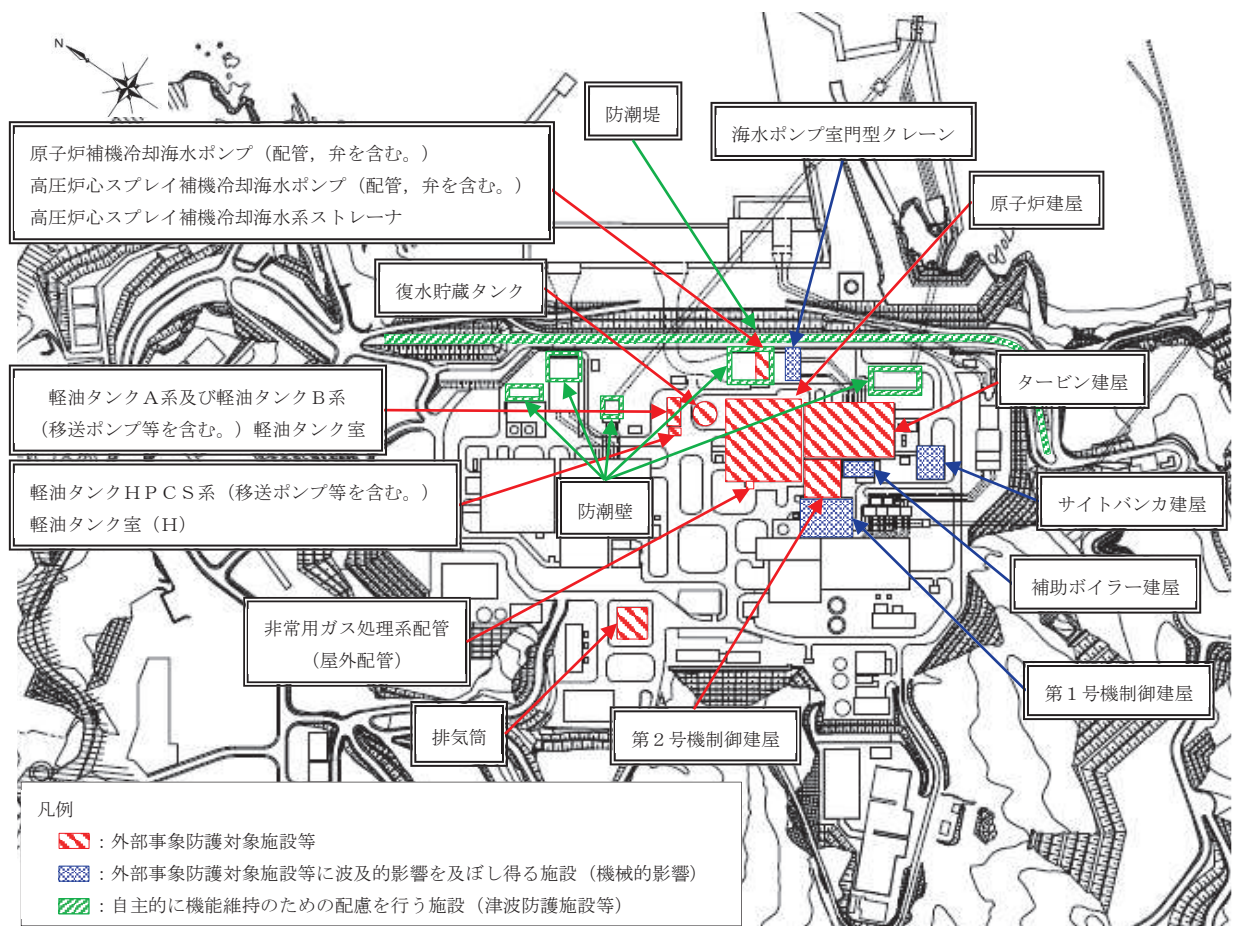 N
防潮堤
海水ポンプ室門型クレーン
原子炉補機冷却海水ポンプ（配管，弁を含む。）
高圧炉心スプレイ補機冷却海水ポンプ（配管，弁を含む。）
高圧炉心スプレイ補機冷却海水系ストレーナ
原子炉建屋
復水貯蔵タンク
軽油タンクＡ系及び軽油タンクＢ系
（移送ポンプ等を含む。）軽油タンク室
タービン建屋
軽油タンクＨＰＣＳ系（移送ポンプ等を含む。）
軽油タンク室（Ｈ）
防潮壁
サイトバンカ建屋
補助ボイラー建屋
非常用ガス処理系配管
（屋外配管）
第１号機制御建屋
排気筒
第２号機制御建屋
凡例
：外部事象防護対象施設等
：外部事象防護対象施設等に波及的影響を及ぼし得る施設（機械的影響）
：自主的に機能維持のための配慮を行う施設（津波防護施設等）